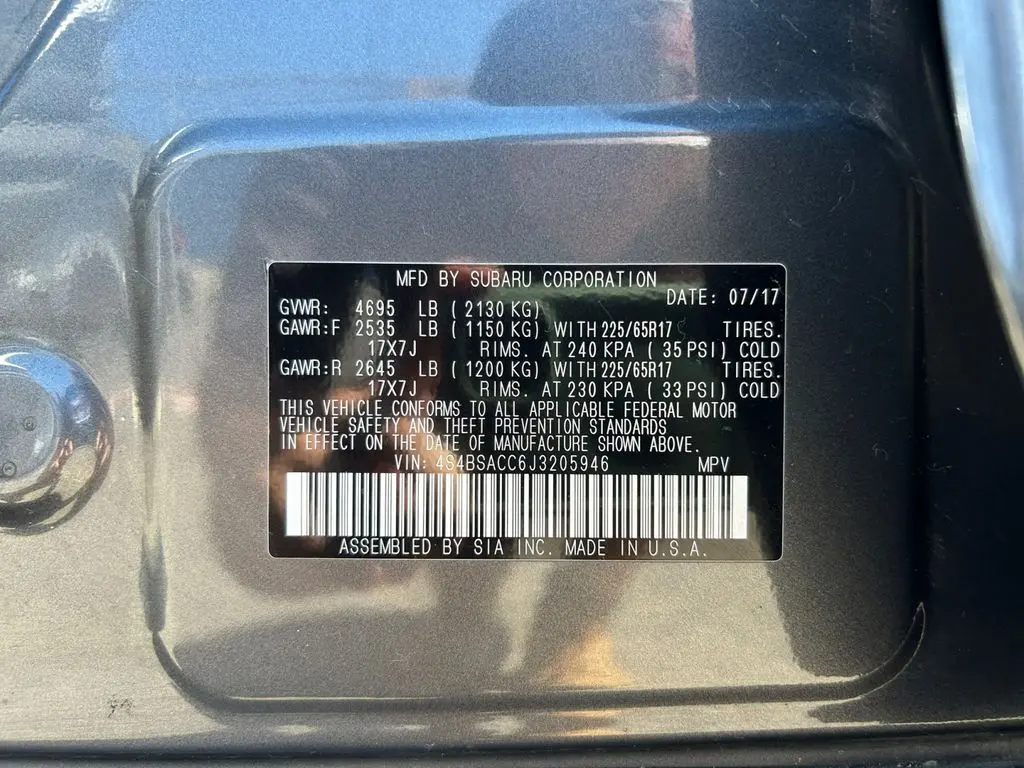 MFD BY SUBARU CORPORATION
DATE: 07/17
GVWR: 4695 LB ( 2130 KG)
GAWR:F 2535 LB ( 1150 KG) WITH 225/65R17 TIRES.
17X7J RIMS. AT 240 KPA ( 35 PSI) COLD
GAWR:R 2645 LB ( 1200 KG) WITH 225/65R17 TIRES.
17X7J RIMS. AT 230 KPA ( 33 PSI) COLD
THIS VEHICLE CONFORMS TO ALL APPLICABLE FEDERAL MOTOR
VEHICLE SAFETY AND THEFT PREVENTION STANDARDS
IN EFFECT ON THE DATE OF MANUFACTURE SHOWN ABOVE.
VIN: 4S4BSACC6J3205946 MPV
ASSEMBLED BY SIA INC. MADE IN U.S.A.